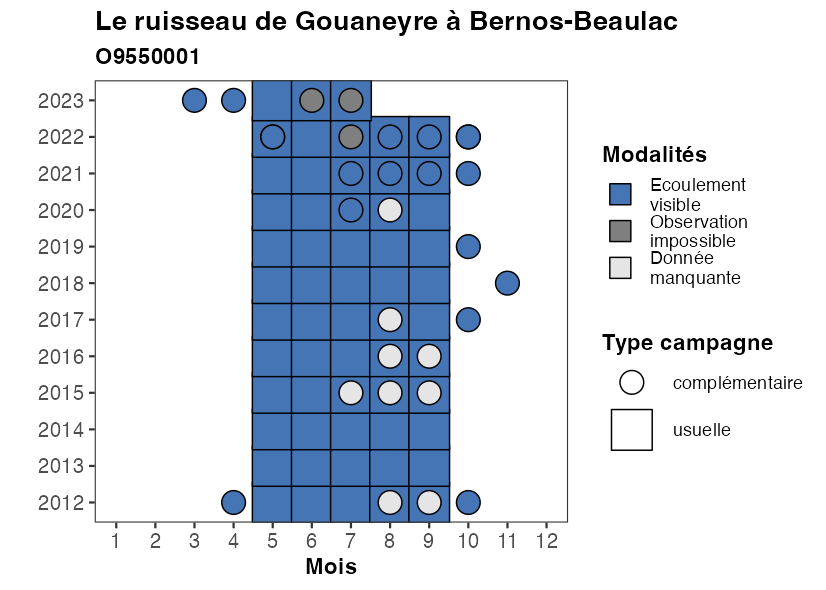 Le ruisseau de Gouaneyre à Bernos-Beaulac
O9550001
2023
2022
2021
2020
2019
2018
2017
2016
2015
2014
2013
2012
1 2 3 4 5 6 7 8 9 10 11 12
Mois
Modalités
Ecoulement
visible
Observation
impossible
Donnée
manquante
Type campagne
complémentaire
usuelle